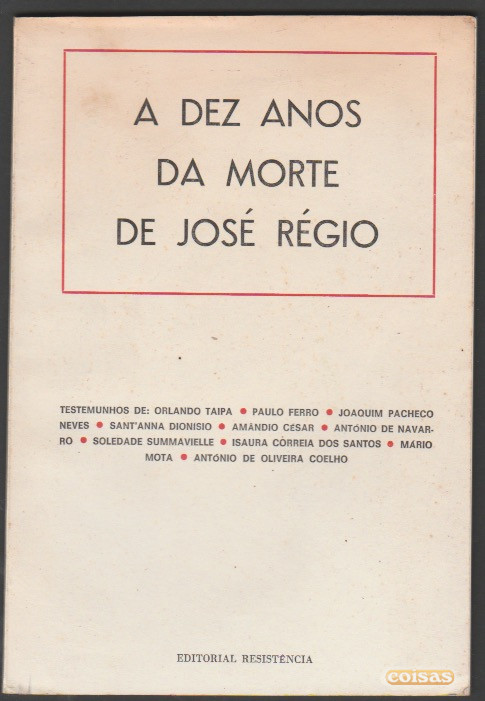 A DEZ ANOS
DA MORTE
DE JOSÉ RÉGIO
TESTEMUNHOS DE: ORLANDO TAIPA • PAULO FERRO • JOAQUIM PACHECO
NEVES • SANT'ANNA DIONISIO • AMÂNDIO CÉSAR • ANTÓNIO DE NAVAR-
RO • SOLEDADE SUMMAVIELLE • ISAURA CORREIA DOS SANTOS • MÁRIO
MOTA • ANTÓNIO DE OLIVEIRA COELHO
EDITORIAL RESISTÊNCIA
coisas